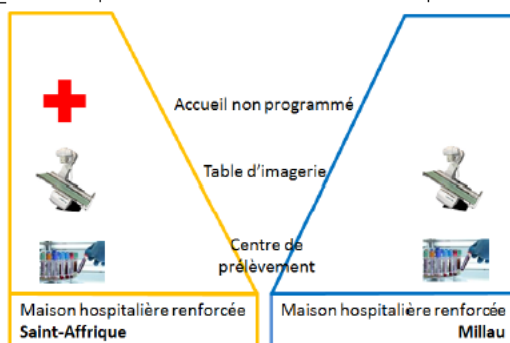 Accueil non programmé
Table d'imagerie
Centre de
prélèvement
Maison hospitalière renforcée
Saint-Affrique
Maison hospitalière renforcée
Millau